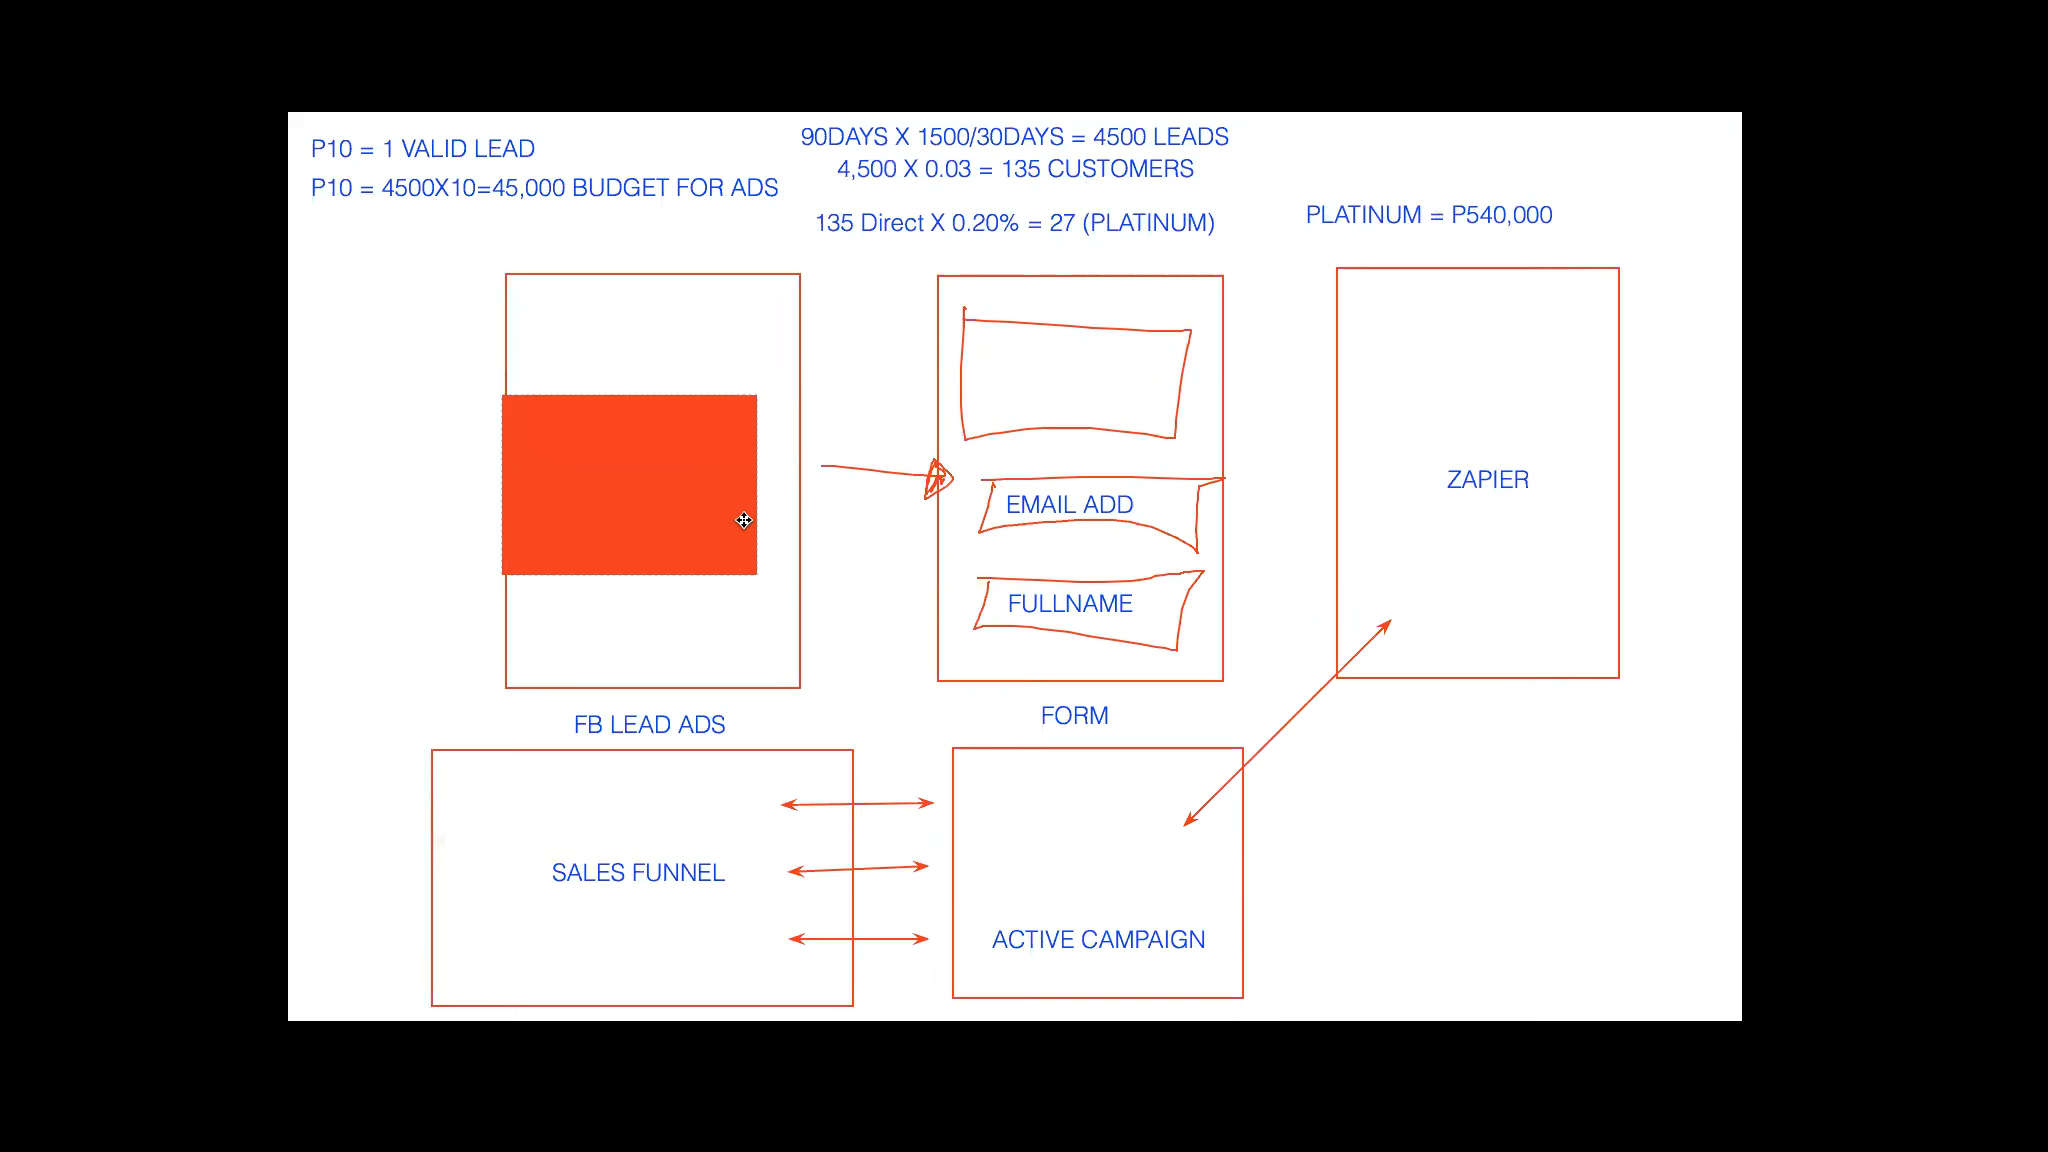 P10 = 1 VALID LEAD
P10 = 4500X10=45,000 BUDGET FOR ADS
90DAYS X 1500/30DAYS = 4500 LEADS
4,500 X 0.03 = 135 CUSTOMERS
135 Direct X 0.20% = 27 (PLATINUM)
PLATINUM = P540,000
EMAIL ADD
FULLNAME
ZAPIER
FB LEAD ADS
FORM
SALES FUNNEL
ACTIVE CAMPAIGN